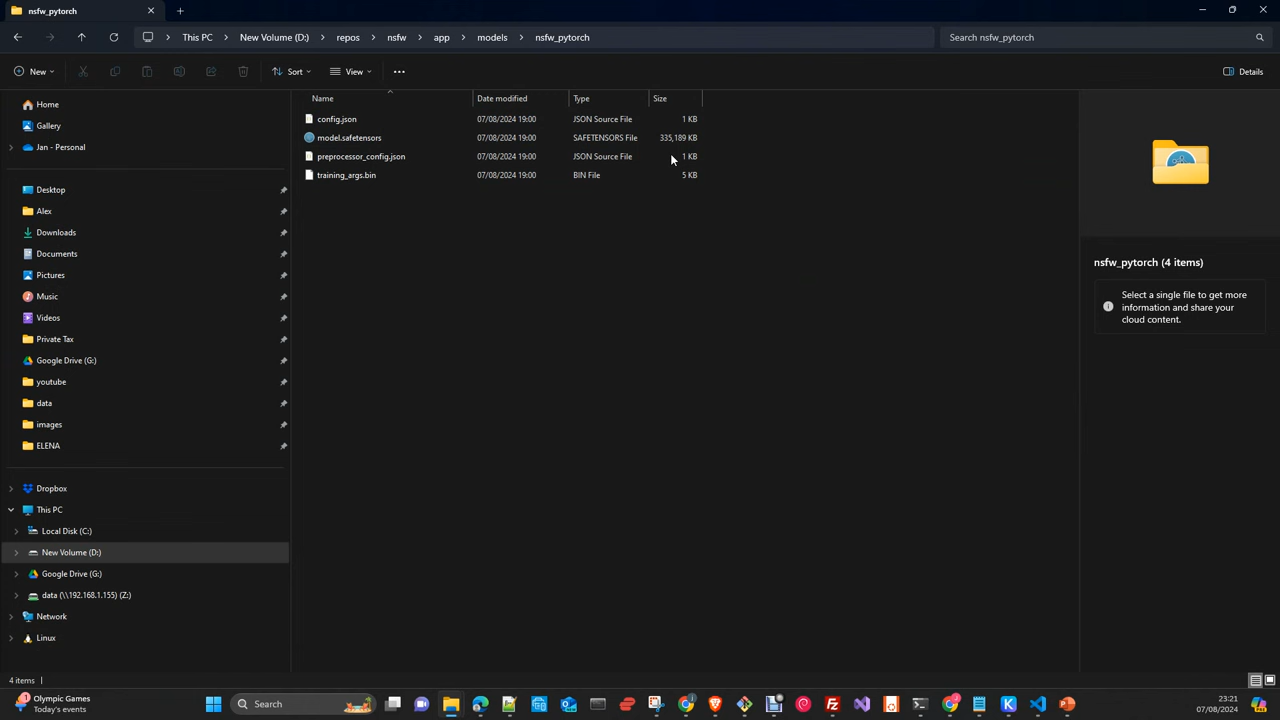 nsfw_pytorch
This PC > New Volume (D:) > repos > nsfw > app > models > nsfw_pytorch
Search nsfw_pytorch
New
Sort
View
Details
Name Date modified Type Size
config.json 07/08/2024 19:00 JSON Source File 1 KB
model.safetensors 07/08/2024 19:00 SAFETENSORS File 335,189 KB
preprocessor_config.json 07/08/2024 19:00 JSON Source File 1 KB
training_args.bin 07/08/2024 19:00 BIN File 5 KB
Home
Gallery
Jan - Personal
Desktop
Alex
Downloads
Documents
Pictures
Music
Videos
Private Tax
Google Drive (G:)
youtube
data
images
ELENA
Dropbox
This PC
Local Disk (C:)
New Volume (D:)
Google Drive (G:)
data (\\192.168.1.155) (Z:)
Network
Linux
nsfw_pytorch (4 items)
Select a single file to get more
information and share your
cloud content.
4 items
1
Olympic Games
Today's events
Search
23:21
07/08/2024